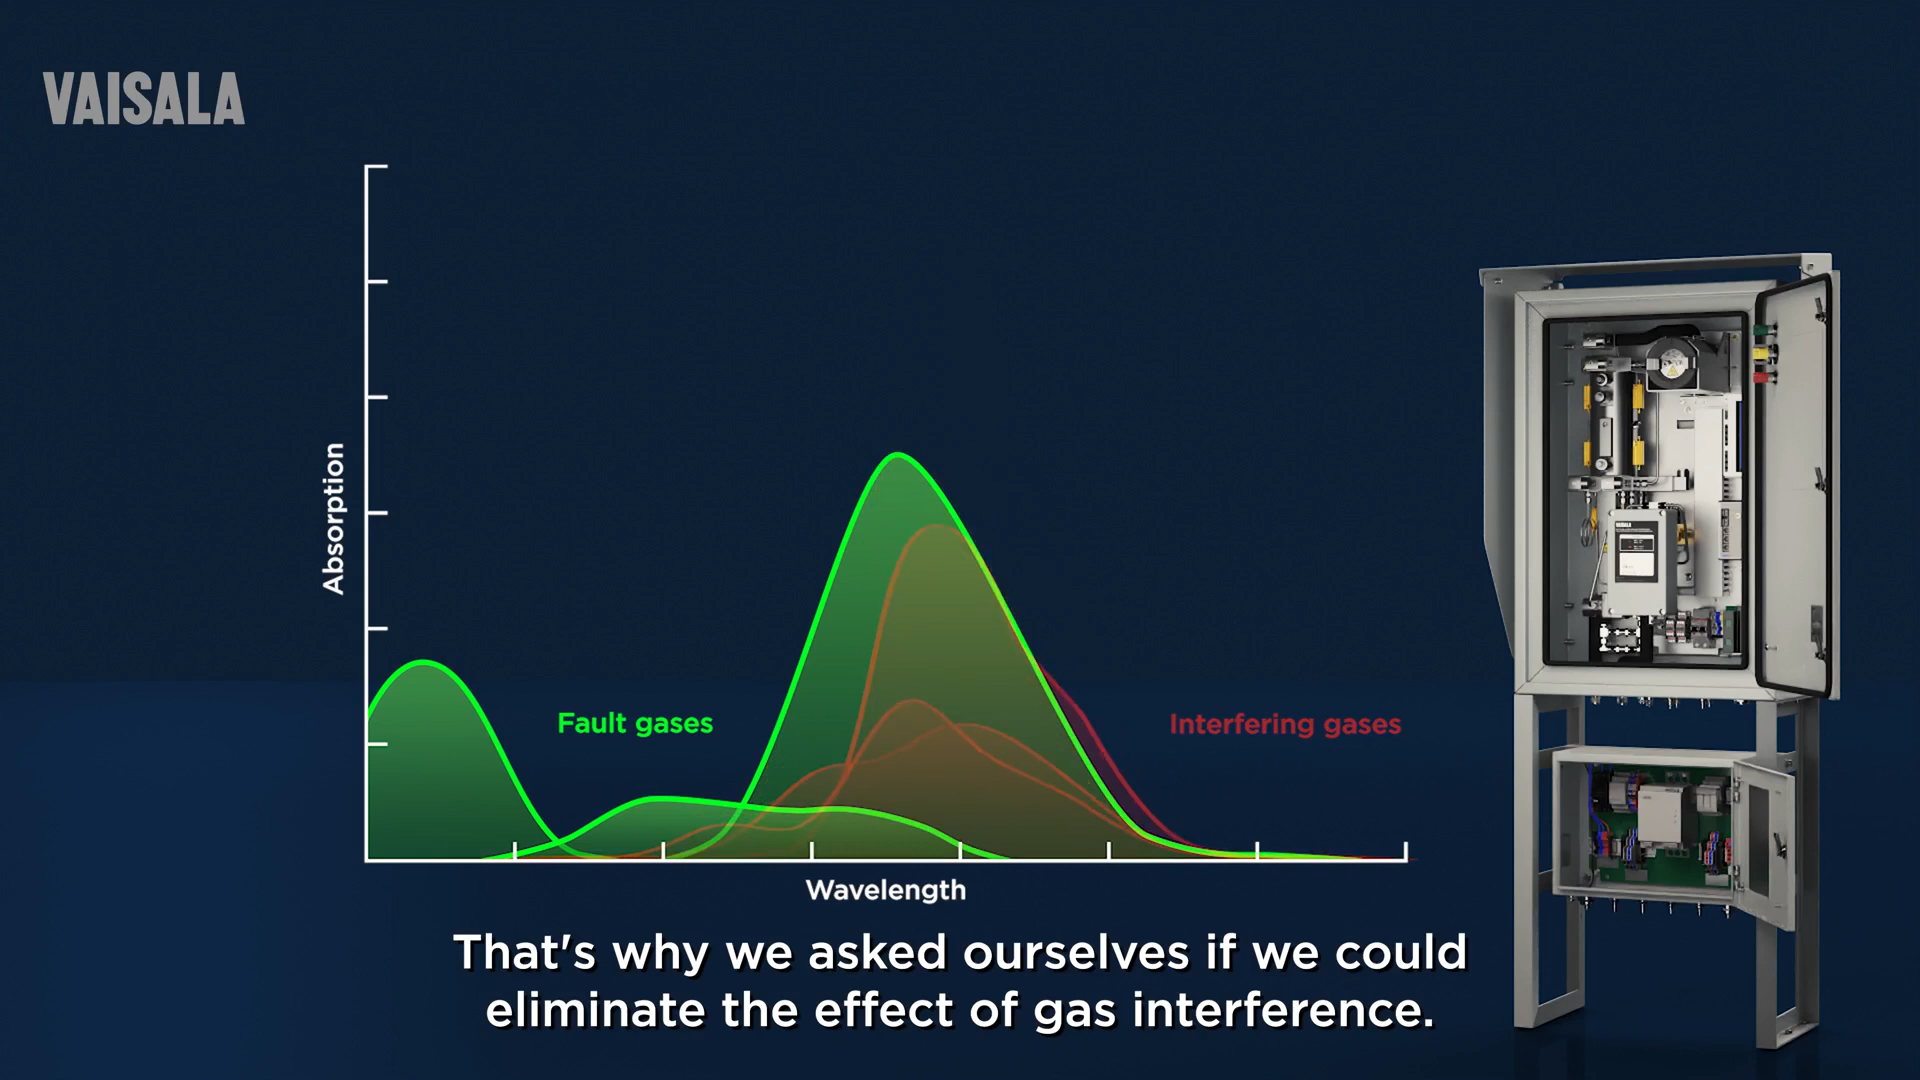 VAISALA
Absorption
Fault gases
Interfering gases
Wavelength
That's why we asked ourselves if we could
eliminate the effect of gas interference.
VAISALA